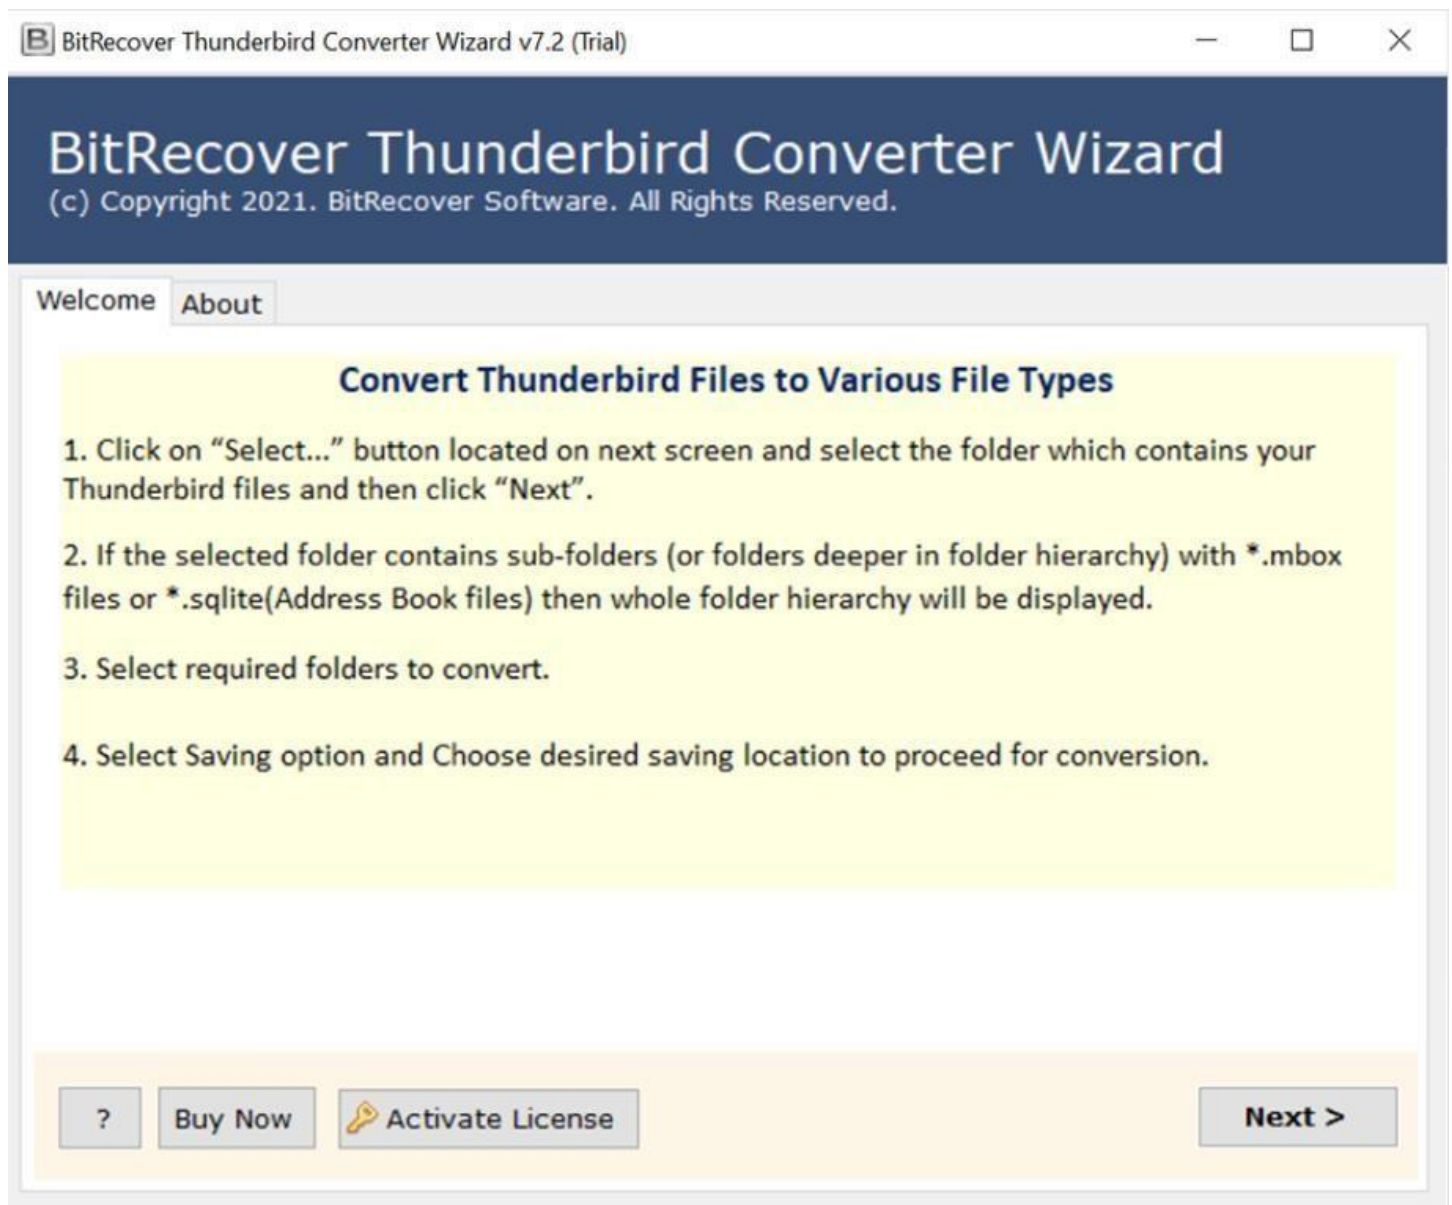 BitRecover Thunderbird Converter Wizard v7.2 (Trial)
BitRecover Thunderbird Converter Wizard
(c) Copyright 2021. BitRecover Software. All Rights Reserved.
Welcome
About
Convert Thunderbird Files to Various File Types
1. Click on “Select...” button located on next screen and select the folder which contains your
Thunderbird files and then click “Next”.
2. If the selected folder contains sub-folders (or folders deeper in folder hierarchy) with *.mbox
files or *.sqlite(Address Book files) then whole folder hierarchy will be displayed.
3. Select required folders to convert.
4. Select Saving option and Choose desired saving location to proceed for conversion.
?
Buy Now
Activate License
Next >